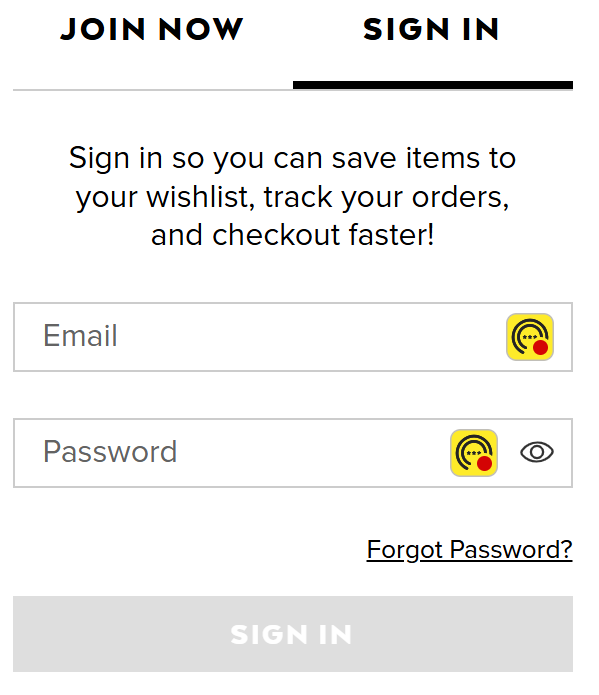 JOIN NOW SIGN IN
Sign in so you can save items to
your wishlist, track your orders,
and checkout faster!
Email
Password
Forgot Password?
SIGN IN